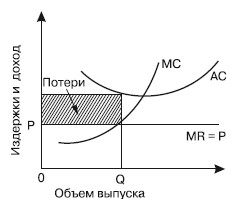 Издержки и доход
MC
AC
Потери
P
MR = P
0
Q
Объем выпуска